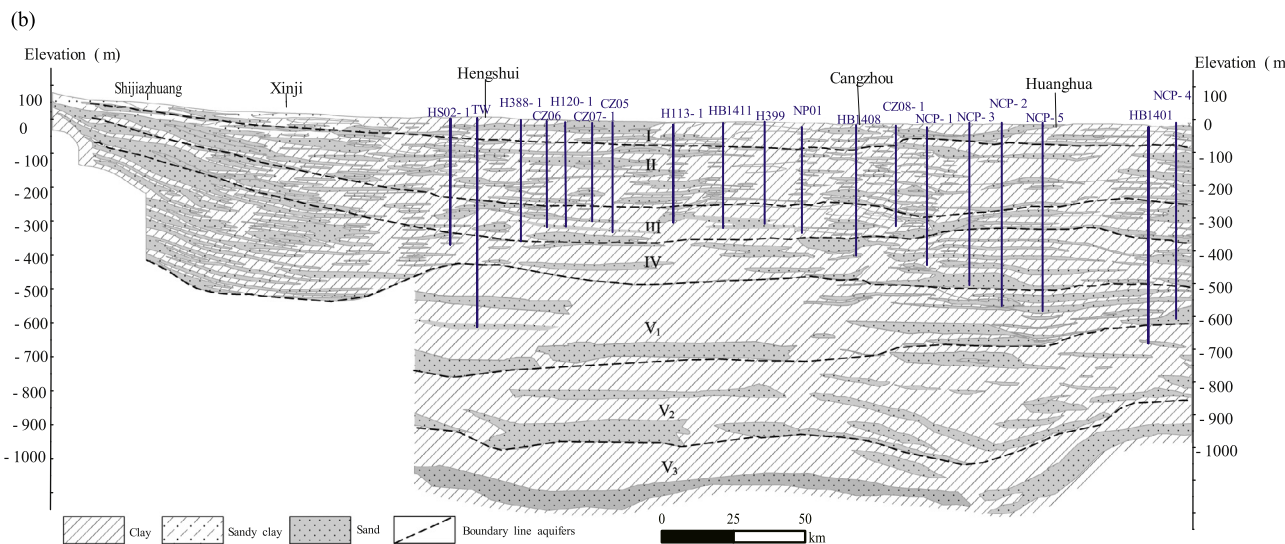 (b)
Elevation ( m)
Elevation ( m
Shijiazhuang
Xinji
Hengshui
Cangzhou
Huanghua
HS02- 1
TW
H388- 1
CZ06
H120- 1
CZ07- 1
CZ05
H113- 1
HB1411
H399
NP01
HB1408
CZ08- 1
NCP- 1
NCP- 3
NCP- 2
NCP- 5
HB1401
NCP- 4
100
0
- 100
- 200
- 300
- 400
- 500
- 600
- 700
- 800
- 900
- 1000
100
0
- 100
- 200
- 300
- 400
- 500
- 600
- 700
- 800
- 900
- 1000
I
II
III
IV
V1
V2
V3
Clay
Sandy clay
Sand
Boundary line aquifers
0 25 50
km